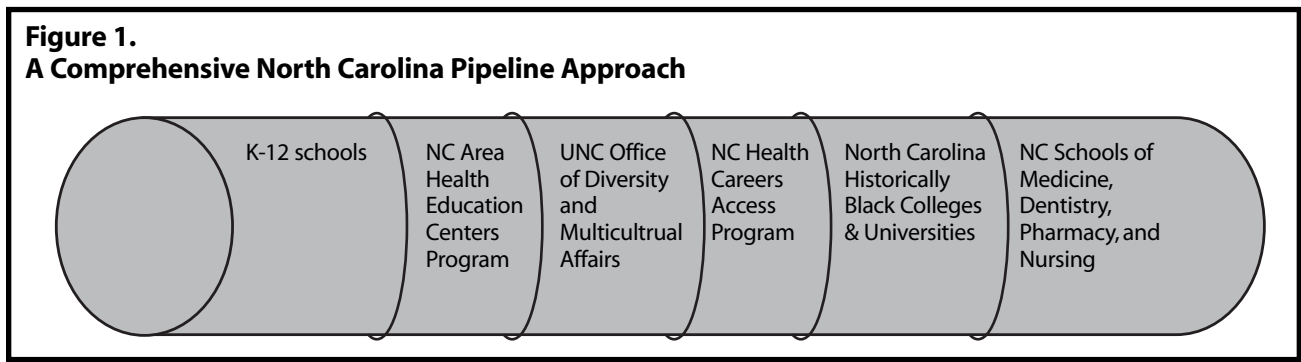 Figure 1.
A Comprehensive North Carolina Pipeline Approach
K-12 schools
NC Area
Health
Education
Centers
Program
UNC Office
of Diversity
and
Multicultrual
Affairs
NC Health
Careers
Access
Program
North Carolina
Historically
Black Colleges
& Universities
NC Schools of
Medicine,
Dentistry,
Pharmacy, and
Nursing